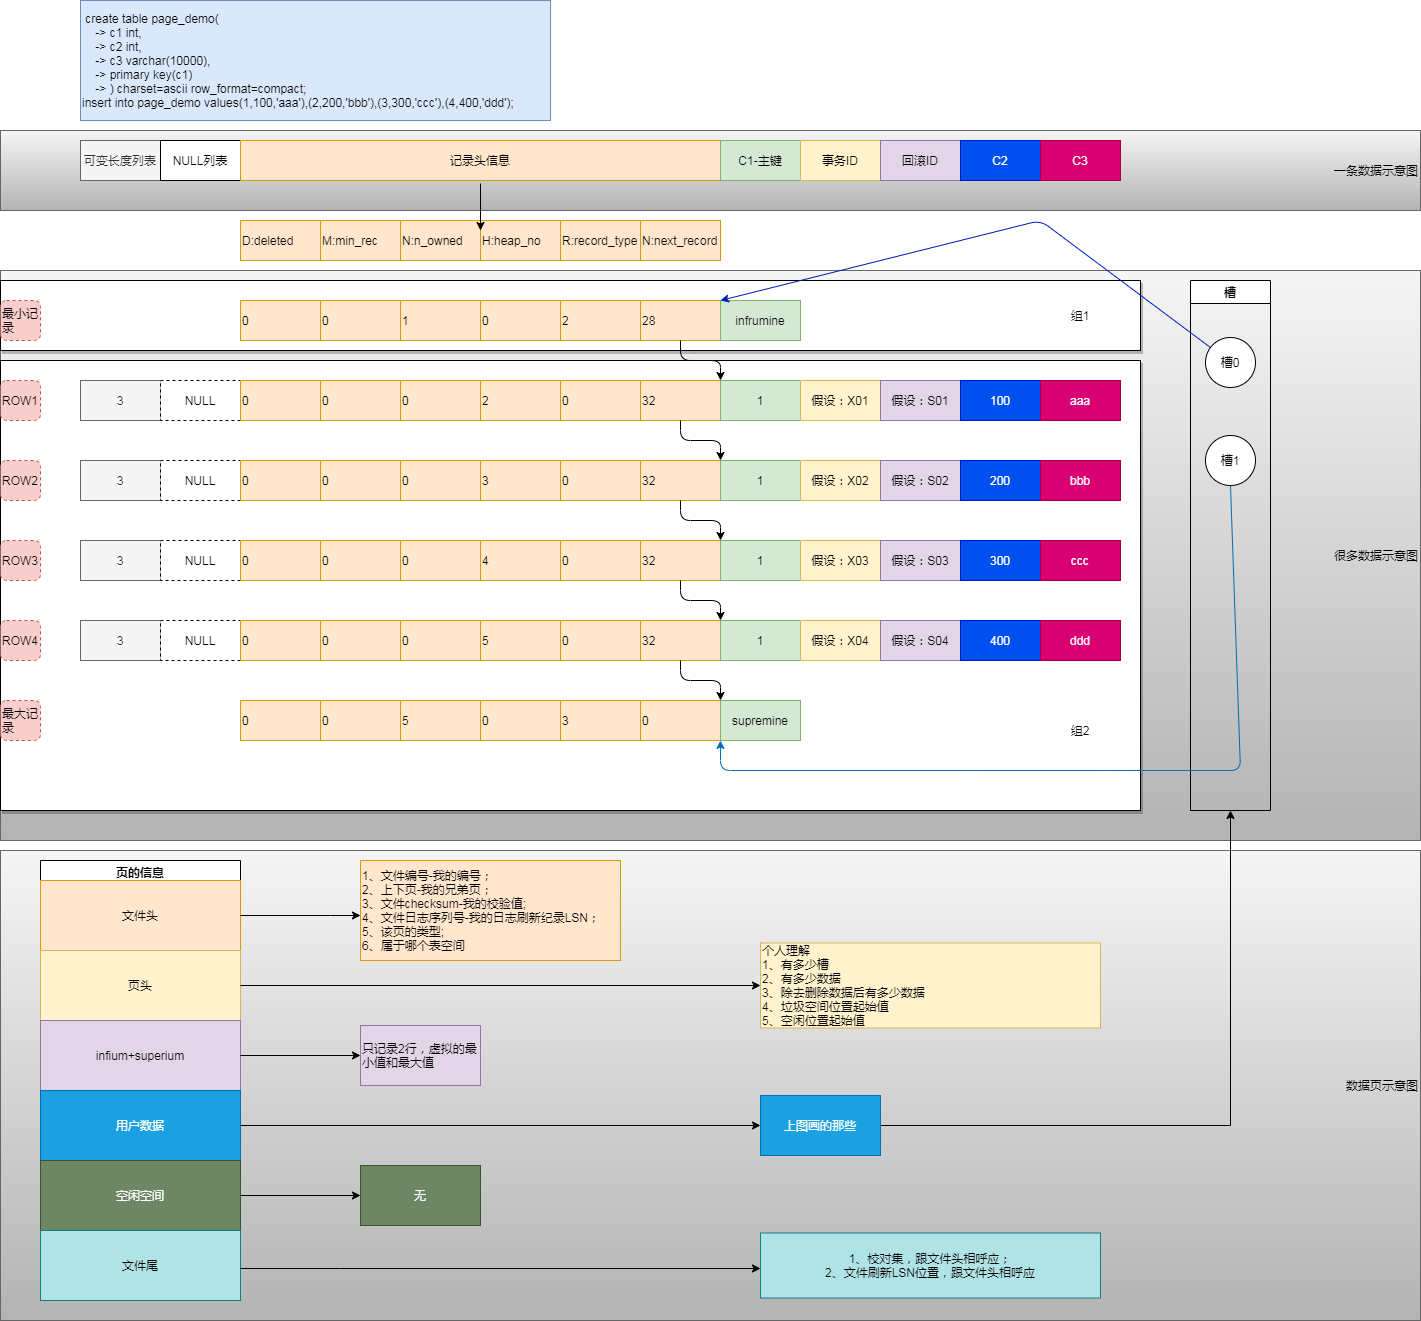 create table page_demo(
-> c1 int,
-> c2 int,
-> c3 varchar(10000),
-> primary key(c1)
-> ) charset=ascii row_format=compact;
insert into page_demo values(1,100,'aaa'),(2,200,'bbb'),(3,300,'ccc'),(4,400,'ddd');
可变长度列表 NULL列表 记录头信息 C1-主键 事务ID 回滚ID C2 C3
一条数据示意图
D:deleted M:min_rec N:n_owned H:heap_no R:record_type N:next_record
槽
最小记
录
0 0 1 0 2 28 infrumine
组1
槽0
ROW1 3 NULL 0 0 0 2 0 32 1 假设：X01 假设：S01 100 aaa
槽1
ROW2 3 NULL 0 0 0 3 0 32 1 假设：X02 假设：S02 200 bbb
ROW3 3 NULL 0 0 0 4 0 32 1 假设：X03 假设：S03 300 ccc
很多数据示意图
ROW4 3 NULL 0 0 0 5 0 32 1 假设：X04 假设：S04 400 ddd
最大记
录
0 0 5 0 3 0 supremine
组2
页的信息
文件头
1、文件编号-我的编号；
2、上下页-我的兄弟页；
3、文件checksum-我的校验值;
4、文件日志序列号-我的日志刷新纪录LSN；
5、该页的类型;
6、属于哪个表空间
页头
个人理解
1、有多少槽
2、有多少数据
3、除去删除数据后有多少数据
4、垃圾空间位置起始值
5、空闲位置起始值
infium+superium
只记录2行，虚拟的最
小值和最大值
数据页示意图
用户数据
上图画的那些
空闲空间
无
文件尾
1、校对集，跟文件头相呼应；
2、文件刷新LSN位置，跟文件头相呼应